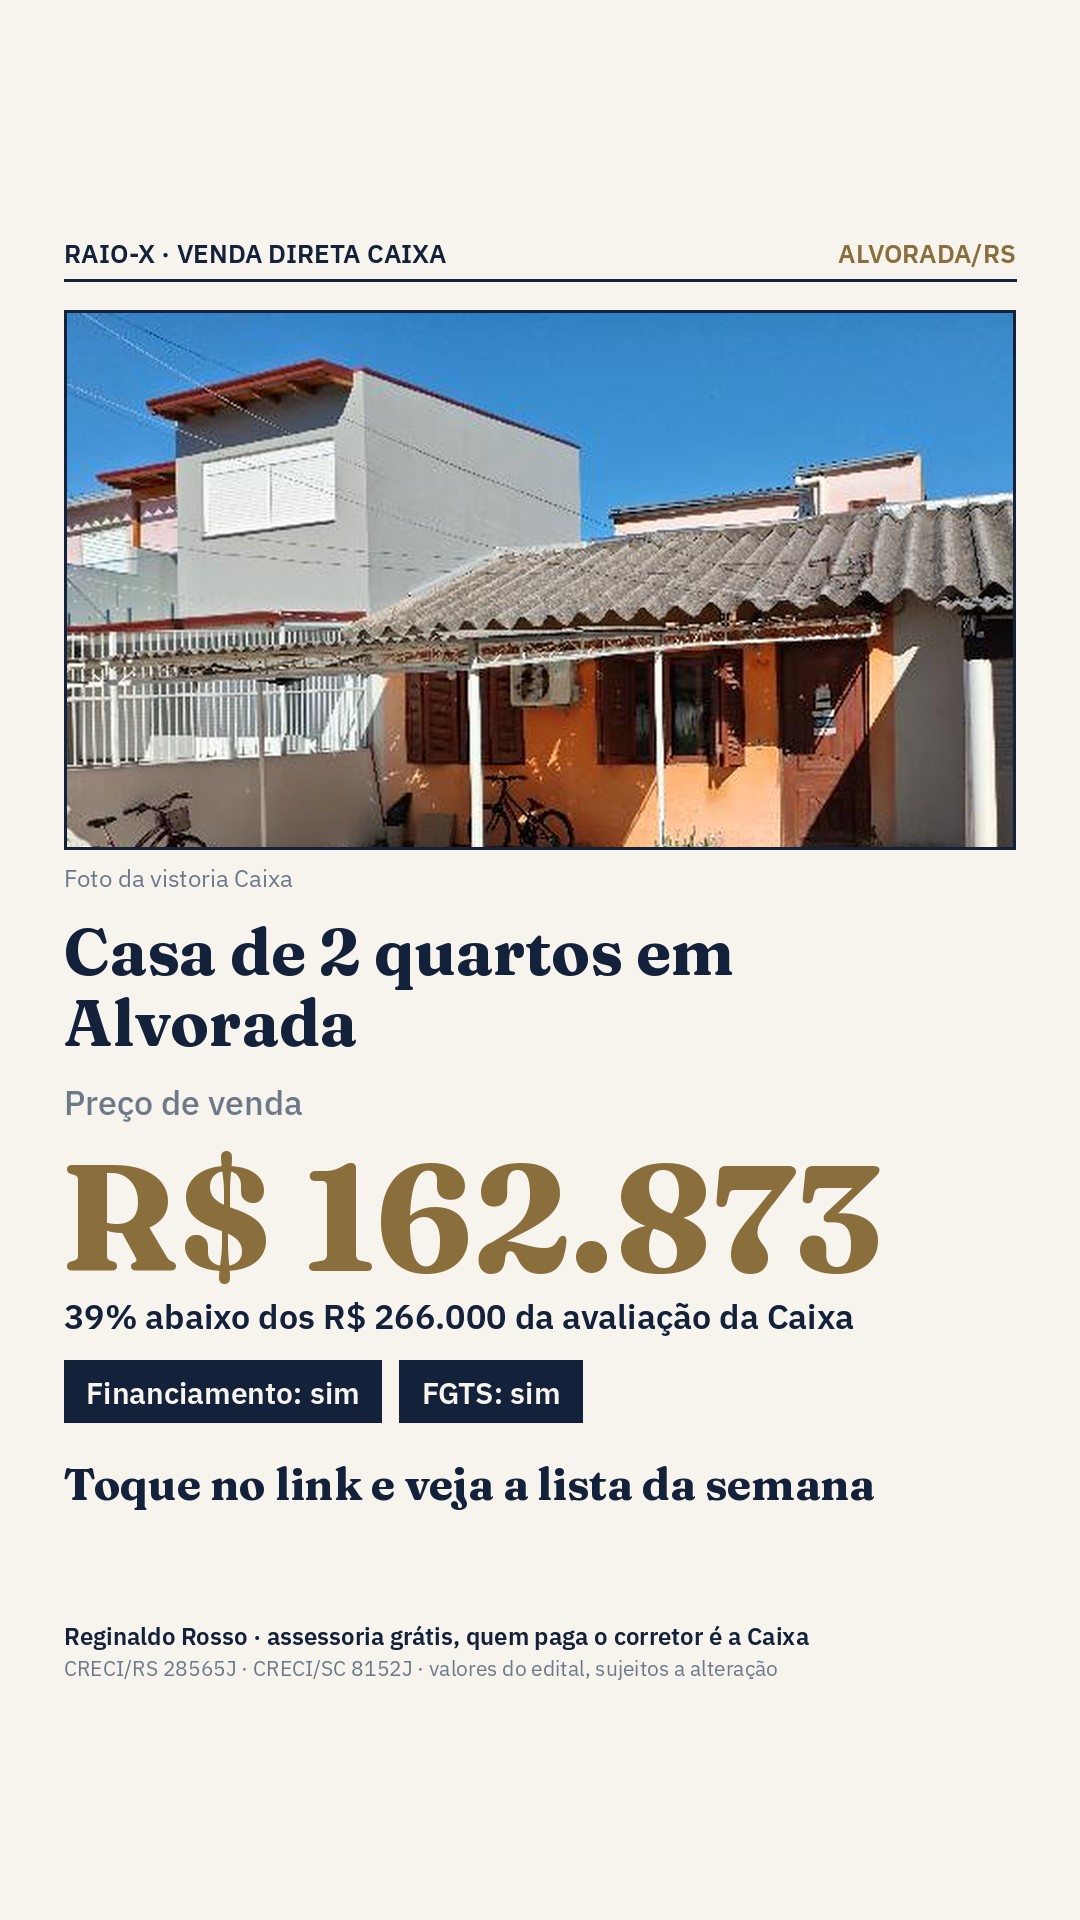 RAIO-X · VENDA DIRETA CAIXA
ALVORADA/RS
Foto da vistoria Caixa
Casa de 2 quartos em
Alvorada
Preço de venda
R$ 162.873
39% abaixo dos R$ 266.000 da avaliação da Caixa
Financiamento: sim
FGTS: sim
Toque no link e veja a lista da semana
Reginaldo Rosso · assessoria grátis, quem paga o corretor é a Caixa
CRECI/RS 28565J · CRECI/SC 8152J · valores do edital, sujeitos a alteração